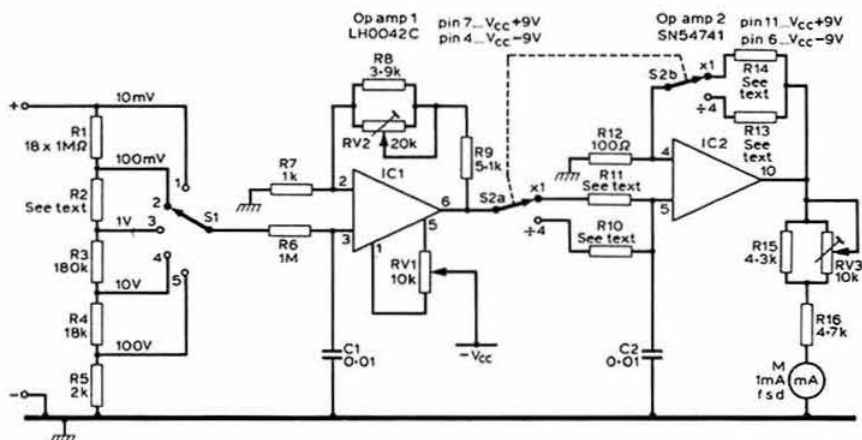 Op amp 1
LH0042C
pin 7...Vcc+9V
pin 4...Vcc-9V
Op amp 2
SN54741
pin 11...Vcc+9V
pin 6...Vcc-9V
R8
3·9k
RV2
20k
S2b
x1
÷4
R14
See
text
R13
See
text
+
10mV
R1
18 x 1MΩ
100mV
R2
See text
1V
R3
180k
10V
R4
18k
100V
R5
2k
-
1
2
3
4
5
S1
R7
1k
R6
1M
IC1
2
3
6
1
5
RV1
10k
-Vcc
C1
0·01
R9
5·1k
S2a
x1
÷4
R12
100Ω
R11
See text
R10
See text
IC2
4
5
10
C2
0·01
R15
4·3k
RV3
10k
R16
4·7k
M
1mA
f s d
mA